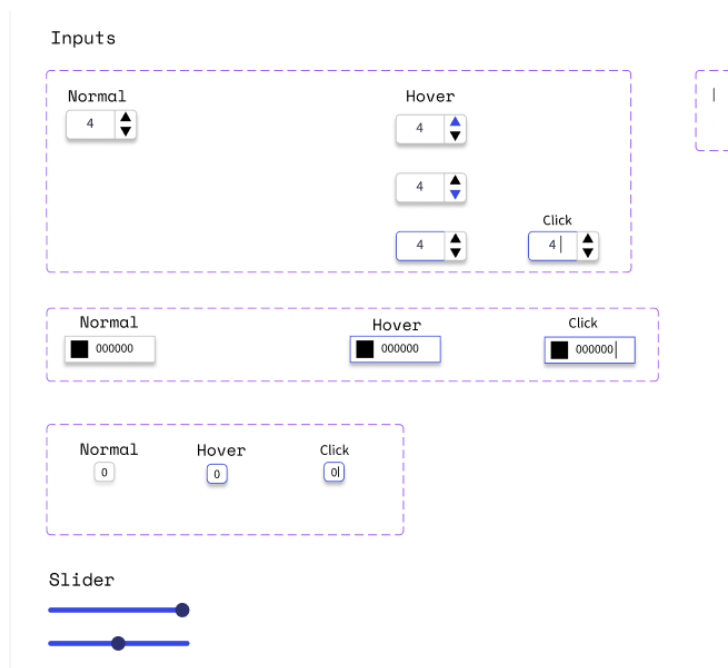 Inputs
Normal
Hover
4
4
4
Click
4
4
Normal
Hover
Click
000000
000000
000000
Normal
Hover
Click
0
0
0
Slider